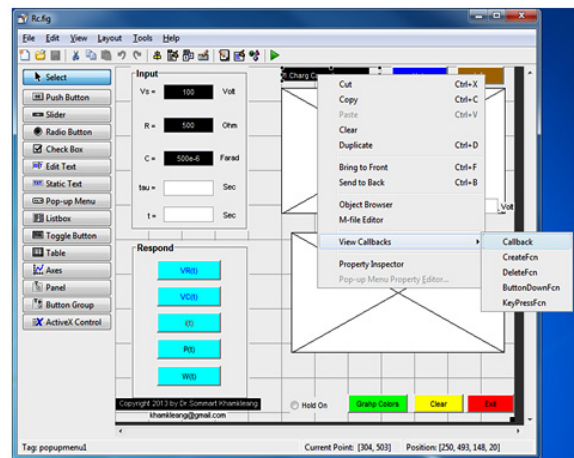 Rc.fig
File Edit View Layout Tools Help
Select
Push Button
Slider
Radio Button
Check Box
Edit Text
Static Text
Pop-up Menu
Listbox
Toggle Button
Table
Axes
Panel
Button Group
ActiveX Control
Input
Vs = 100 Volt
R = 500 Ohm
C = 500e-6 Farad
tau = Sec
t = Sec
Respond
VR(t)
VC(t)
i(t)
P(t)
W(t)
Copyright 2013 by Dr.Sommart Khamkleang
khamkleang@gmail.com
Charg
Volt
Cut Ctrl+X
Copy Ctrl+C
Paste Ctrl+V
Clear
Duplicate Ctrl+D
Bring to Front Ctrl+F
Send to Back Ctrl+B
Object Browser
M-file Editor
View Callbacks
Property Inspector
Pop-up Menu Property Editor...
Callback
CreateFcn
DeleteFcn
ButtonDownFcn
KeyPressFcn
Hold On
Grahp Colors
Clear
Exit
Tag: popupmenu1
Current Point: [304, 503] Position: [250, 493, 148, 20]